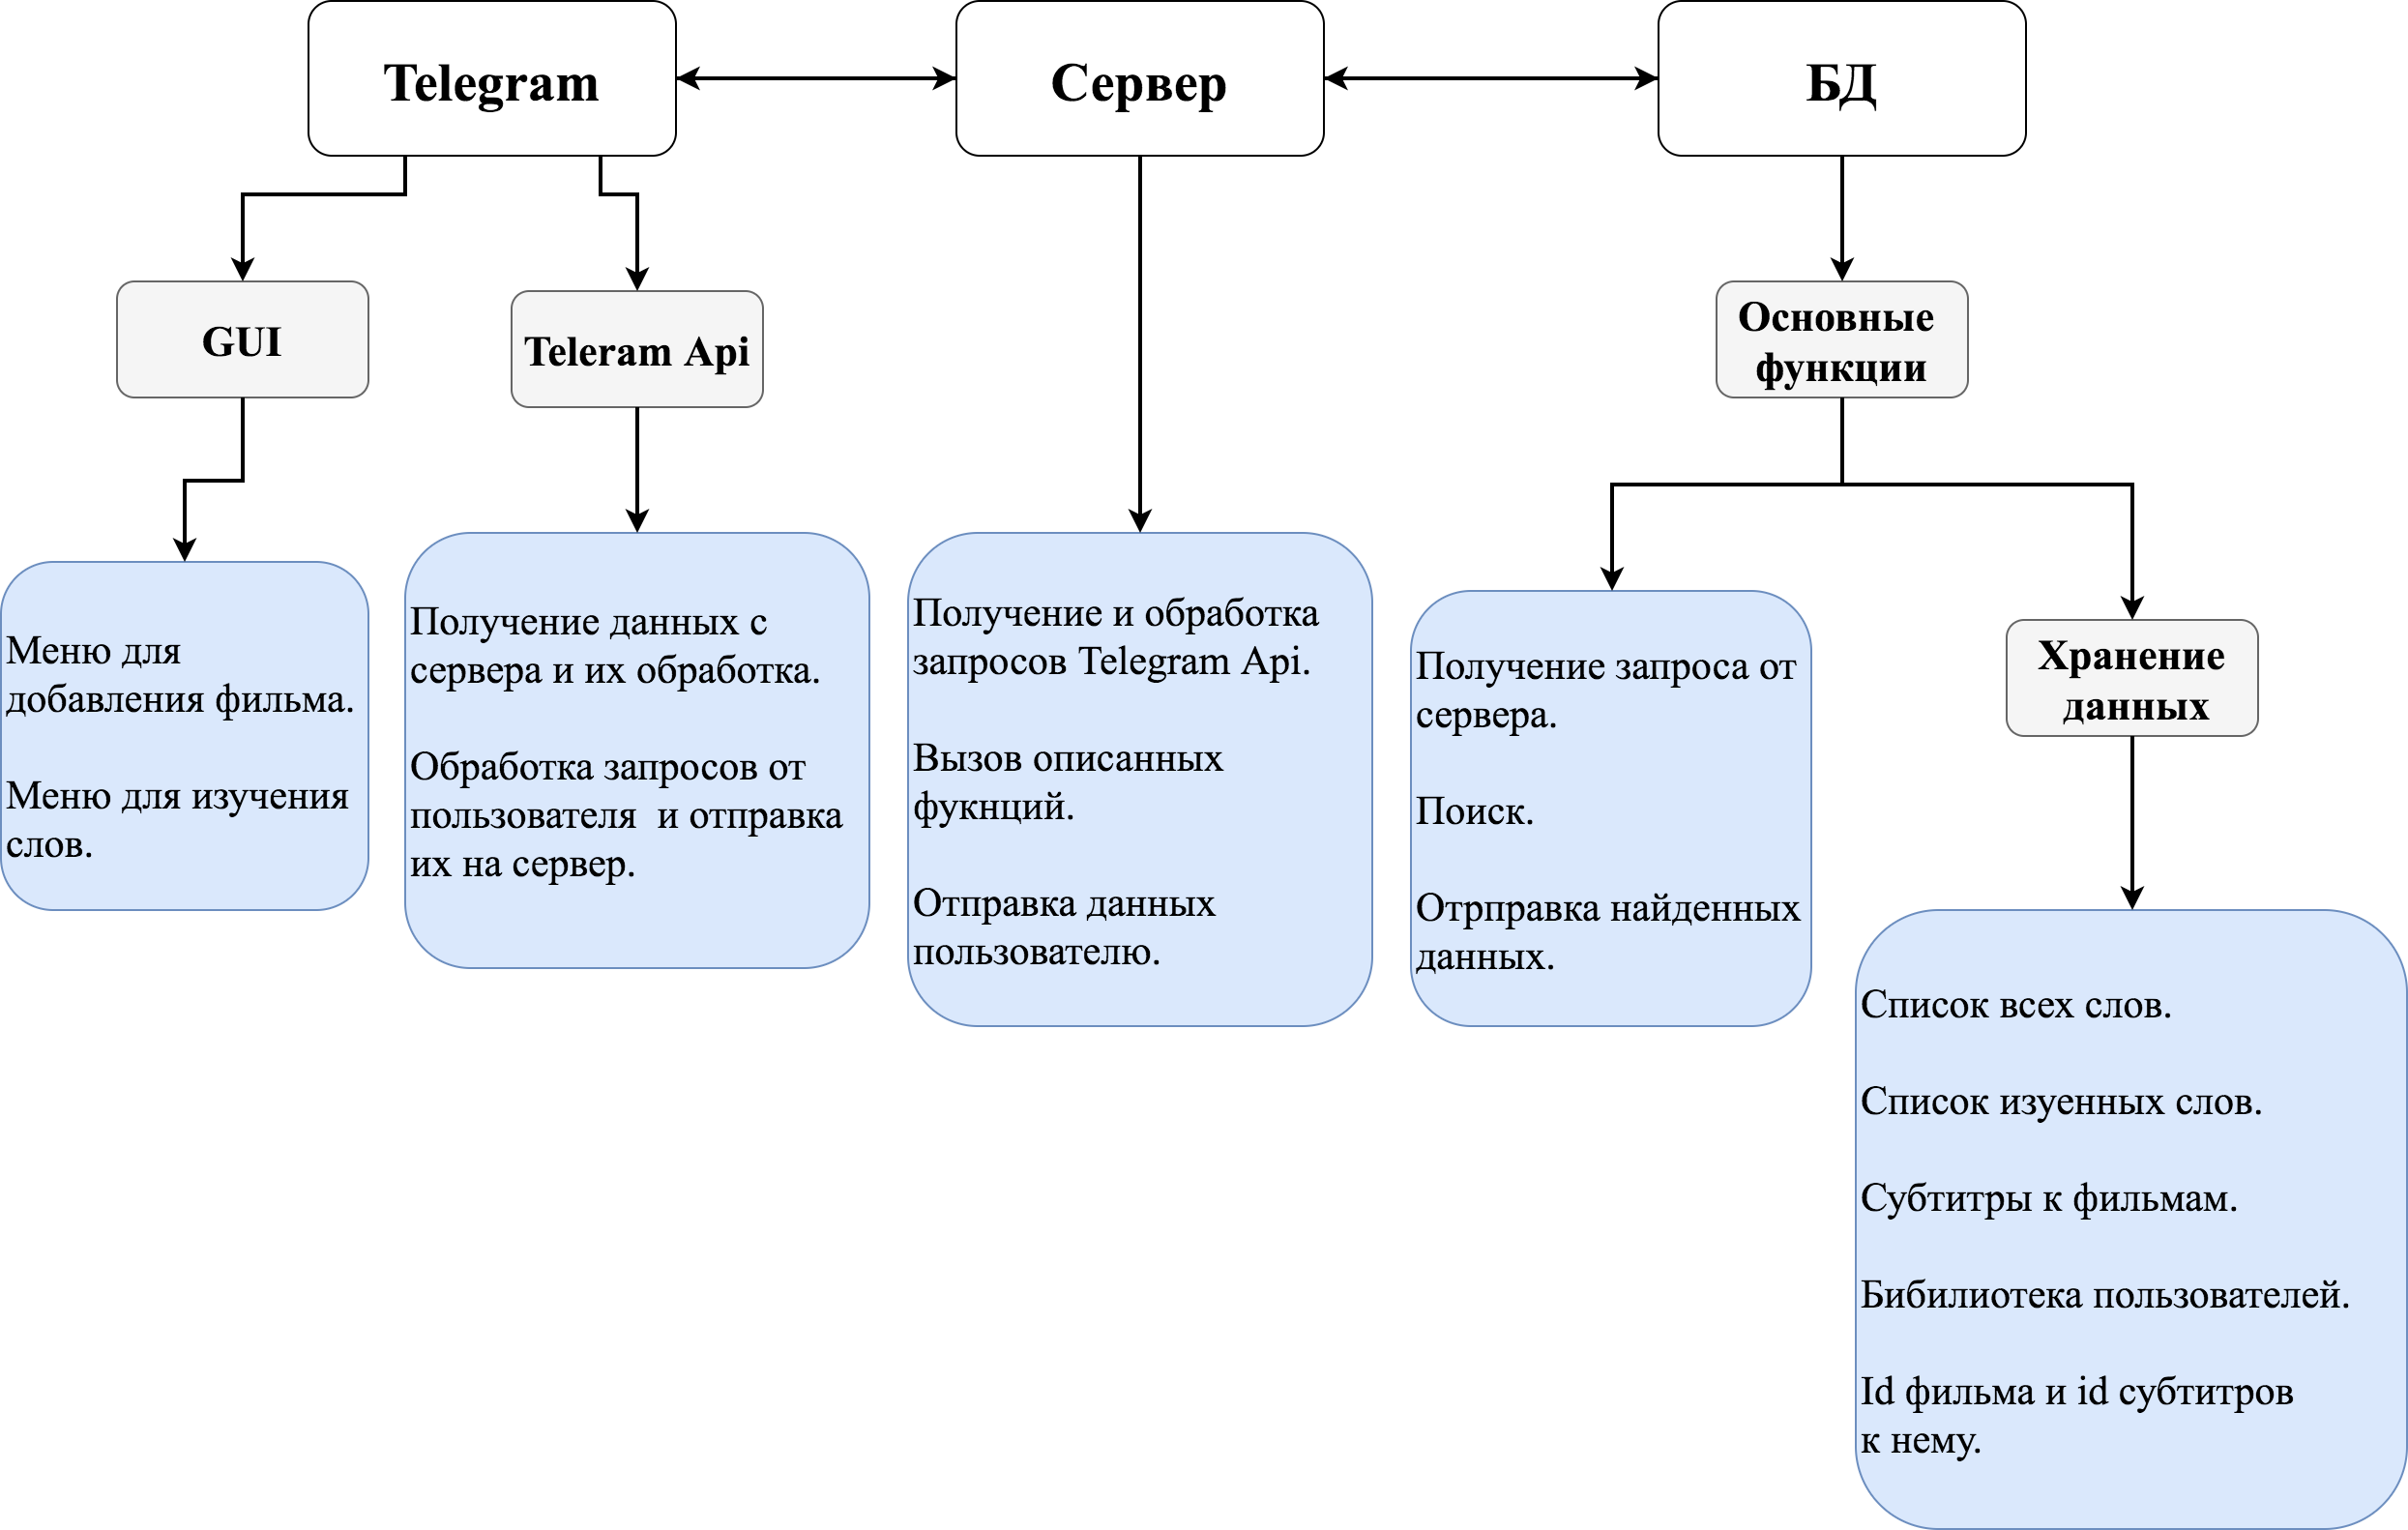 Telegram
Сервер
БД
GUI
Teleram Api
Основные
функции
Меню для
добавления фильма.
Меню для изучения
слов.
Получение данных с
сервера и их обработка.
Обработка запросов от
пользователя  и отправка
их на сервер.
Получение и обработка
запросов Telegram Api.
Вызов описанных
фукнций.
Отправка данных
пользователю.
Получение запроса от
сервера.
Поиск.
Отрправка найденных
данных.
Хранение
данных
Список всех слов.
Список изуенных слов.
Субтитры к фильмам.
Бибилиотека пользователей.
Id фильма и id субтитров
к нему.